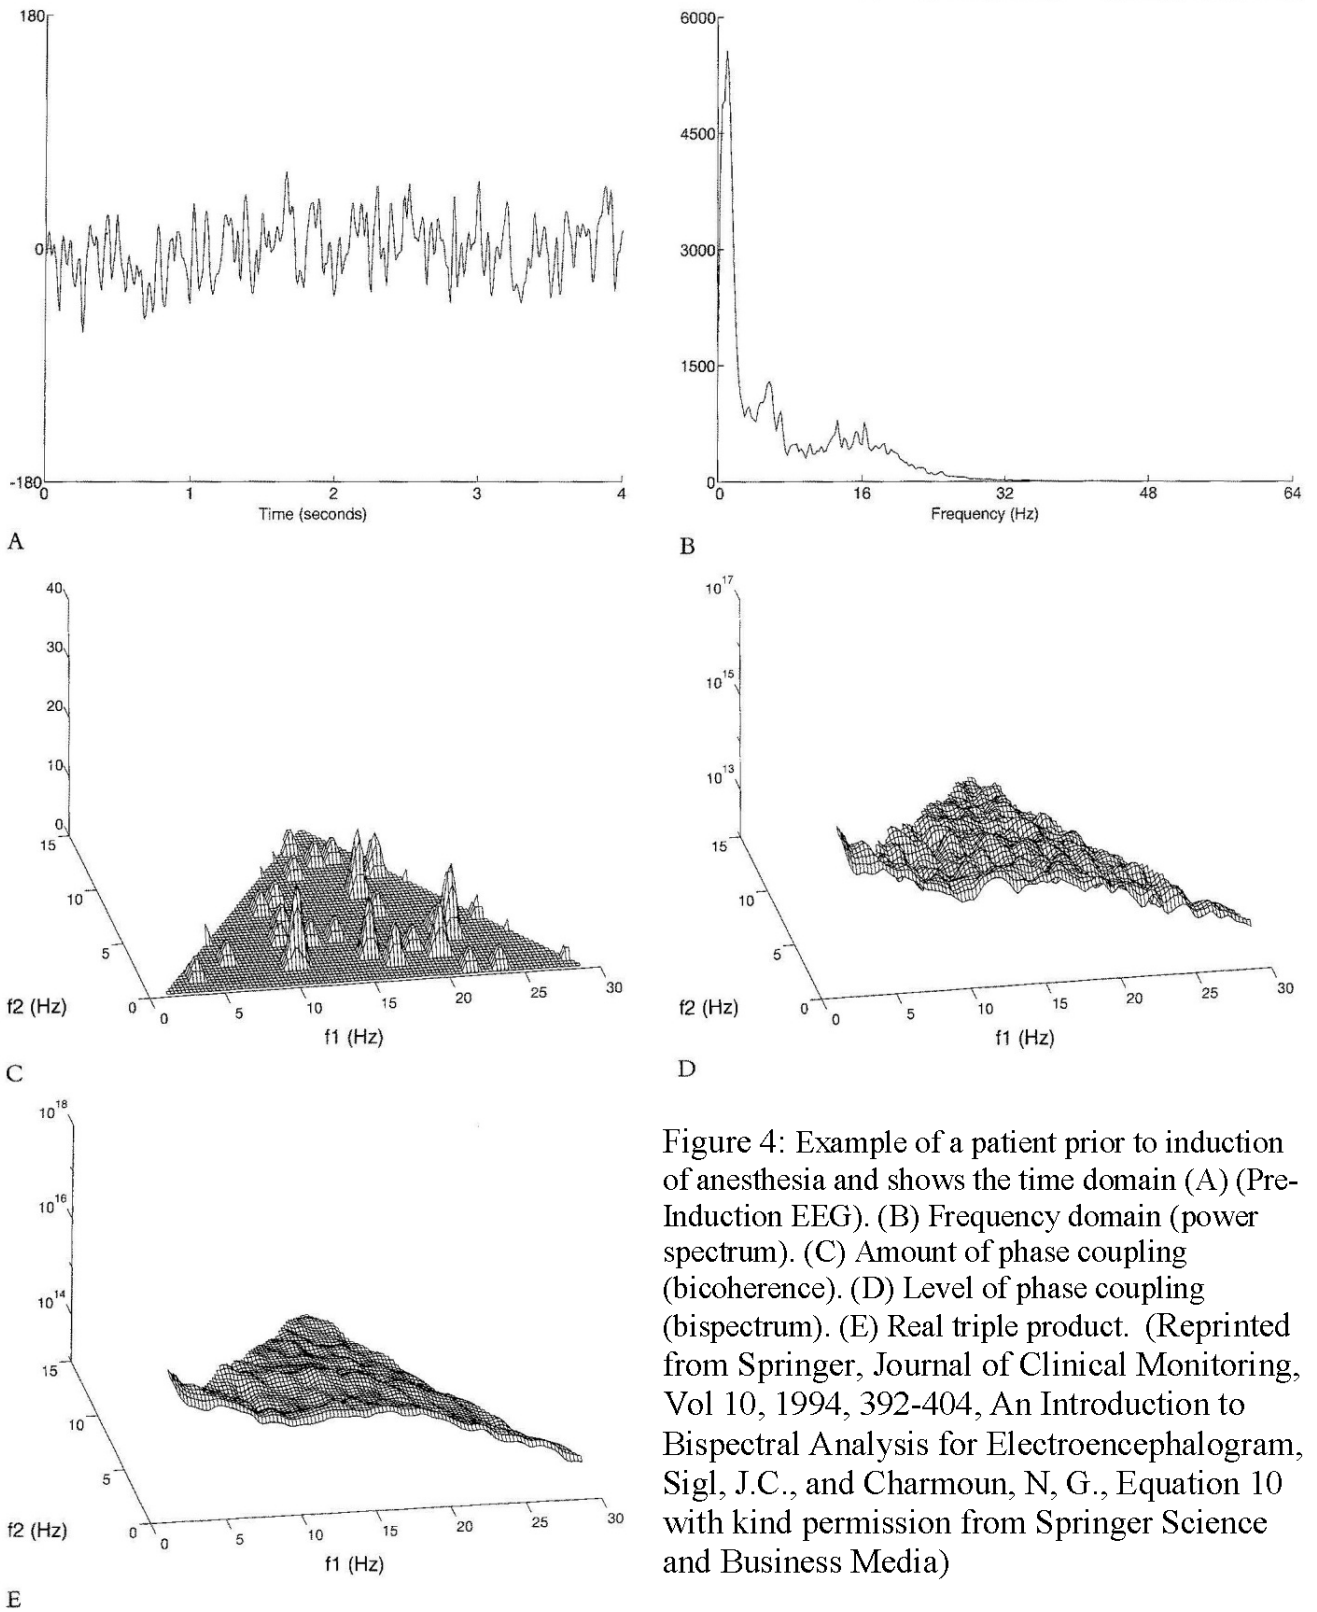 180
0
-180
0 1 2 3 4
Time (seconds)
A
6000
4500
3000
1500
0
0 16 32 48 64
Frequency (Hz)
B
40
30
20
10
0
15
10
5
0
f2 (Hz)
0 5 10 15 20 25 30
f1 (Hz)
C
10^17
10^15
10^13
15
10
5
0
f2 (Hz)
0 5 10 15 20 25 30
f1 (Hz)
D
10^18
10^16
10^14
15
10
5
0
f2 (Hz)
0 5 10 15 20 25 30
f1 (Hz)
E
Figure 4: Example of a patient prior to induction
of anesthesia and shows the time domain (A) (Pre-
Induction EEG). (B) Frequency domain (power
spectrum). (C) Amount of phase coupling
(bicoherence). (D) Level of phase coupling
(bispectrum). (E) Real triple product. (Reprinted
from Springer, Journal of Clinical Monitoring,
Vol 10, 1994, 392-404, An Introduction to
Bispectral Analysis for Electroencephalogram,
Sigl, J.C., and Charmoun, N, G., Equation 10
with kind permission from Springer Science
and Business Media)